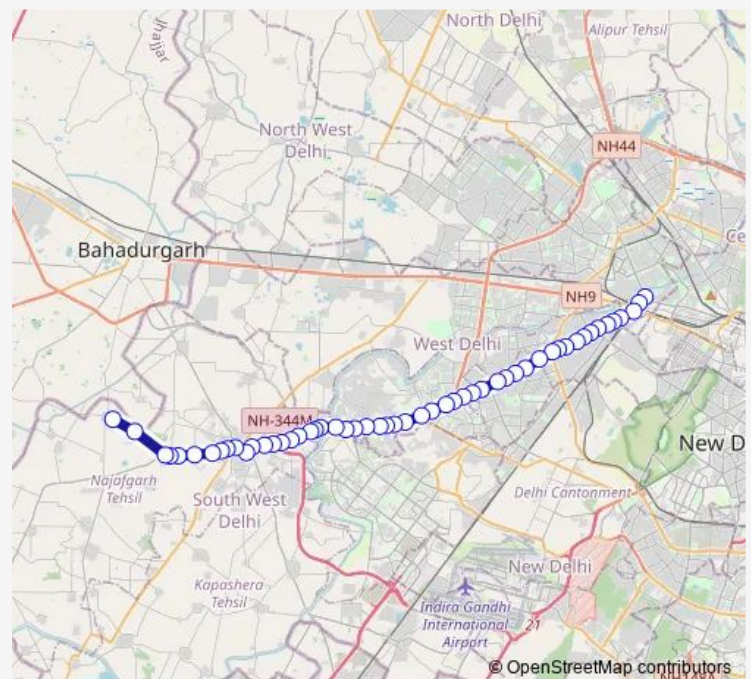 North Delhi
Alipur Tehsil
Jhajjar
North West
Delhi
NH44
Bahadurgarh
NH9
West Delhi
NH-344M
New D
Najafgarh
Tehsil
South West
Delhi
Delhi Cantonment
New Delhi
Kapashera
Tehsil
Indira Gandhi
International
Airport
21
© OpenStreetMap contributors